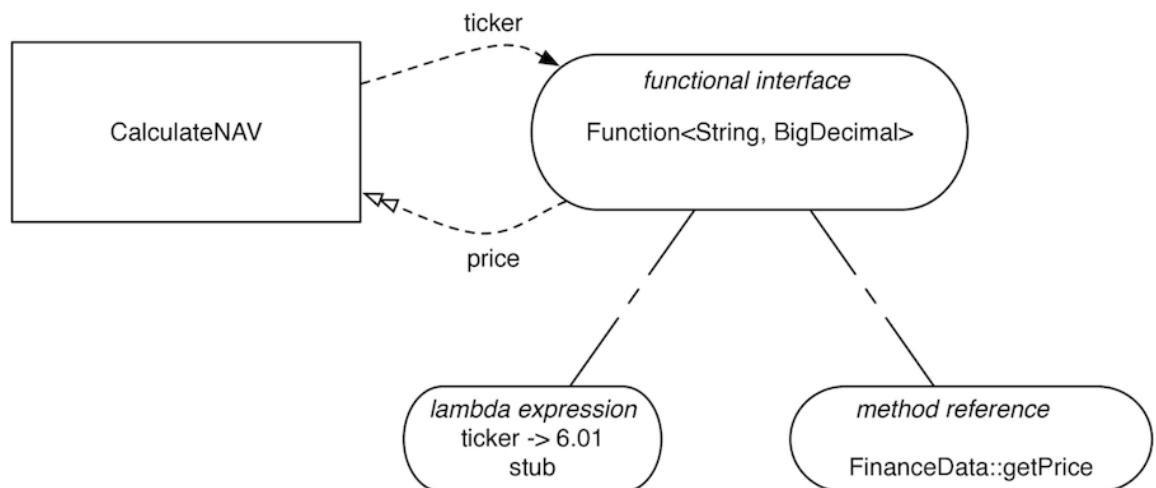 ticker
functional interface
CalculateNAV
Function<String, BigDecimal>
price
lambda expression
ticker -> 6.01
stub
method reference
FinanceData::getPrice